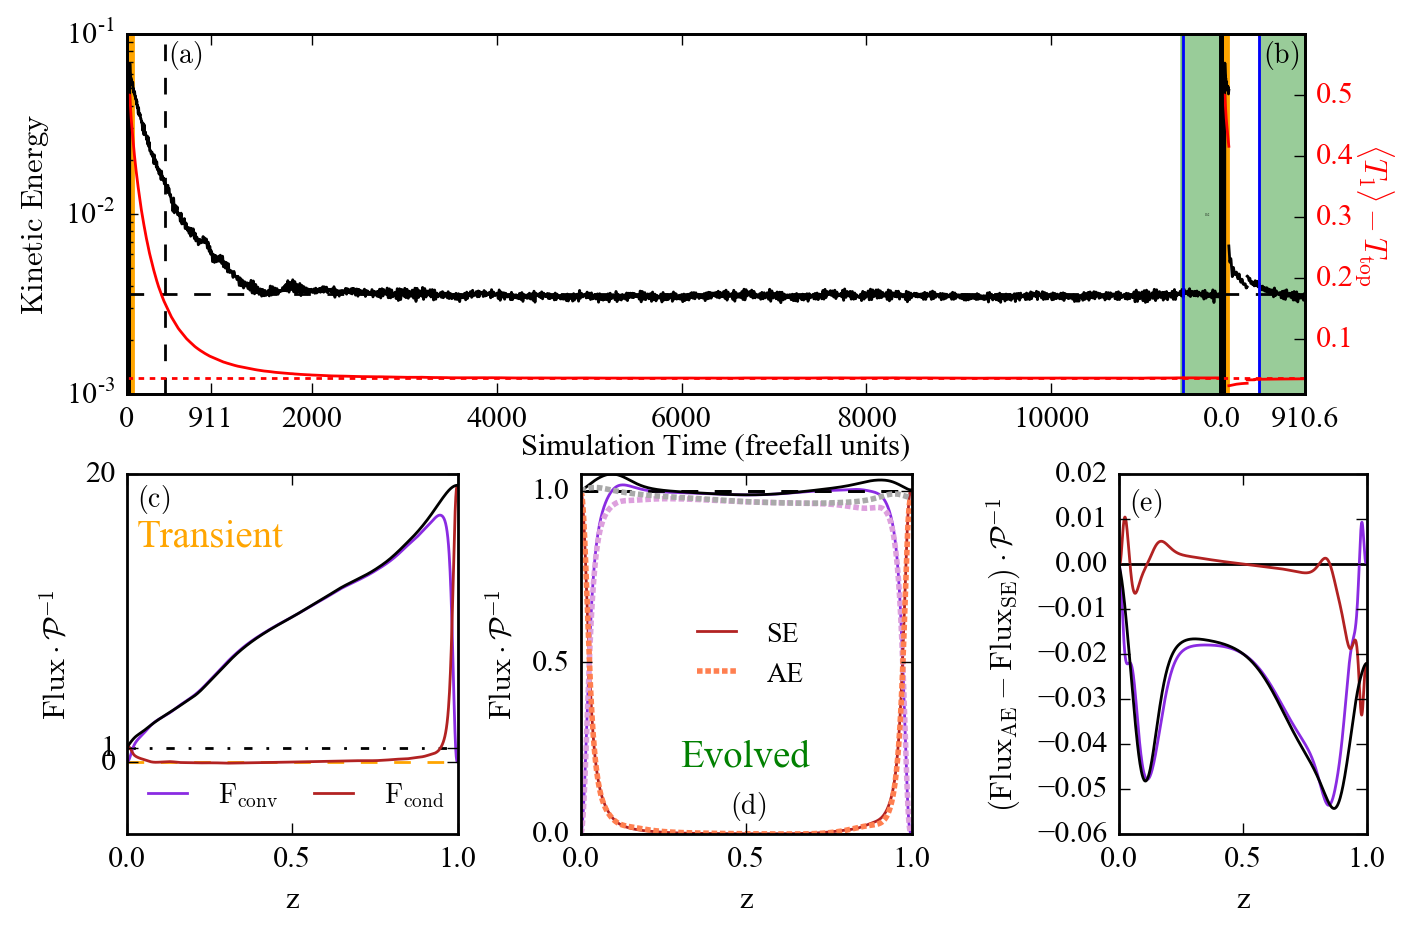 10⁻¹
10⁻²
10⁻³
Kinetic Energy
(a)
(b)
0.5
0.4
0.3
0.2
0.1
⟨T₁⟩ − T_top
0 911 2000 4000 6000 8000 10000 0.0 910.6
Simulation Time (freefall units)
20
1
0
Flux · 𝒫⁻¹
(c)
Transient
F_conv F_cond
0.0 0.5 1.0
z
1.0
0.5
0.0
Flux · 𝒫⁻¹
SE
AE
Evolved
(d)
0.0 0.5 1.0
z
0.02
0.01
0.00
−0.01
−0.02
−0.03
−0.04
−0.05
−0.06
(Flux_AE − Flux_SE) · 𝒫⁻¹
(e)
0.0 0.5 1.0
z